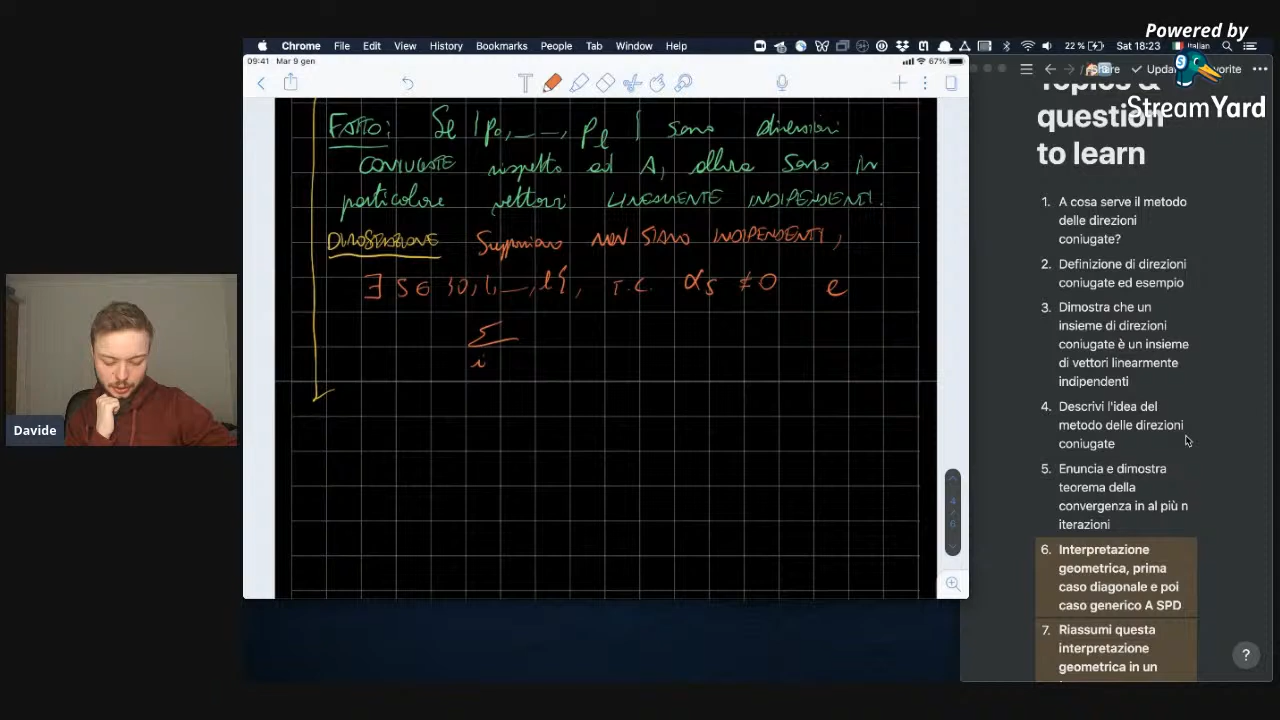 Powered by
StreamYard
Chrome File Edit View History Bookmarks People Tab Window Help
22 % Sat 18:23 Italian
09:41 Mar 9 gen
67%
FATTO: Se {p0, __, pℓ} sono direzioni
CONIUGATE rispetto ad A, allora sono in
particolare vettori LINEARMENTE INDIPENDENTI.
DIMOSTRAZIONE Supponiamo NON SIANO INDIPENDENTI,
∃ s ∈ {0, 1, __, ℓ}, T.C. αs ≠ 0 e
Σ
i
Davide
Topics &
question
to learn
1. A cosa serve il metodo
delle direzioni
coniugate?
2. Definizione di direzioni
coniugate ed esempio
3. Dimostra che un
insieme di direzioni
coniugate è un insieme
di vettori linearmente
indipendenti
4. Descrivi l'idea del
metodo delle direzioni
coniugate
5. Enuncia e dimostra
teorema della
convergenza in al più n
iterazioni
6. Interpretazione
geometrica, prima
caso diagonale e poi
caso generico A SPD
7. Riassumi questa
interpretazione
geometrica in un
?